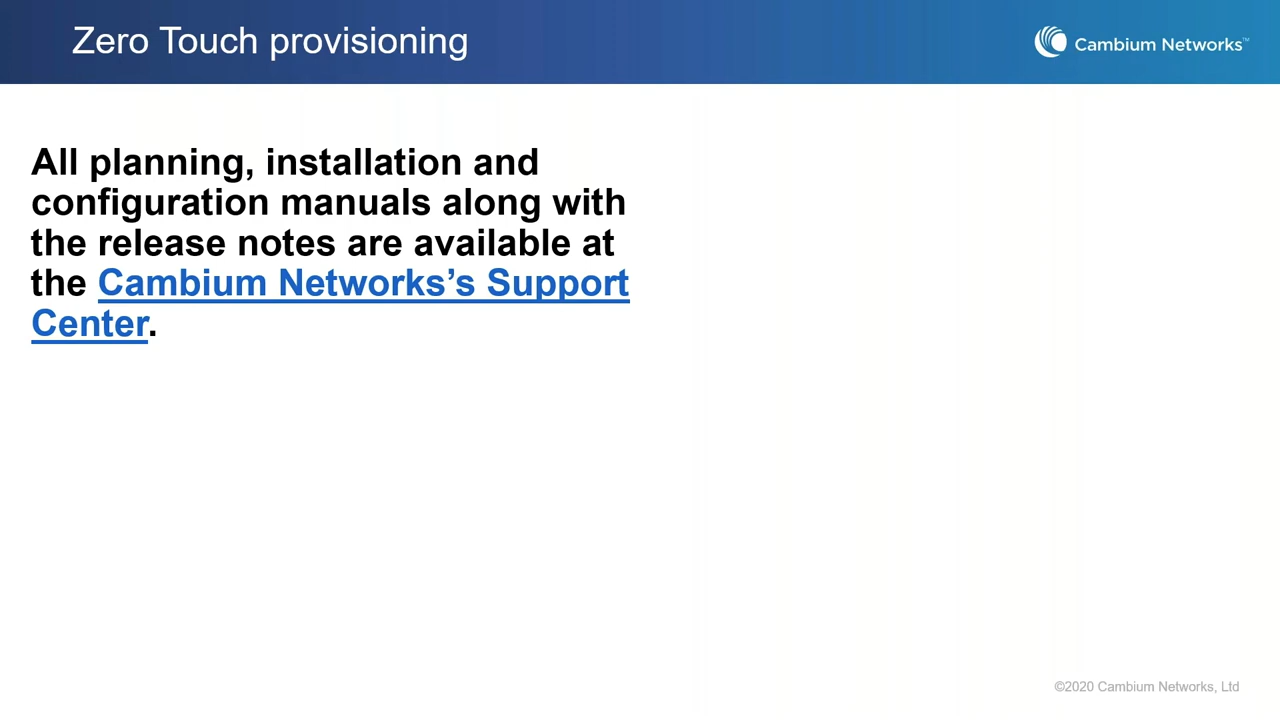 Zero Touch provisioning
Cambium Networks™
All planning, installation and
configuration manuals along with
the release notes are available at
the Cambium Networks’s Support
Center.
©2020 Cambium Networks, Ltd